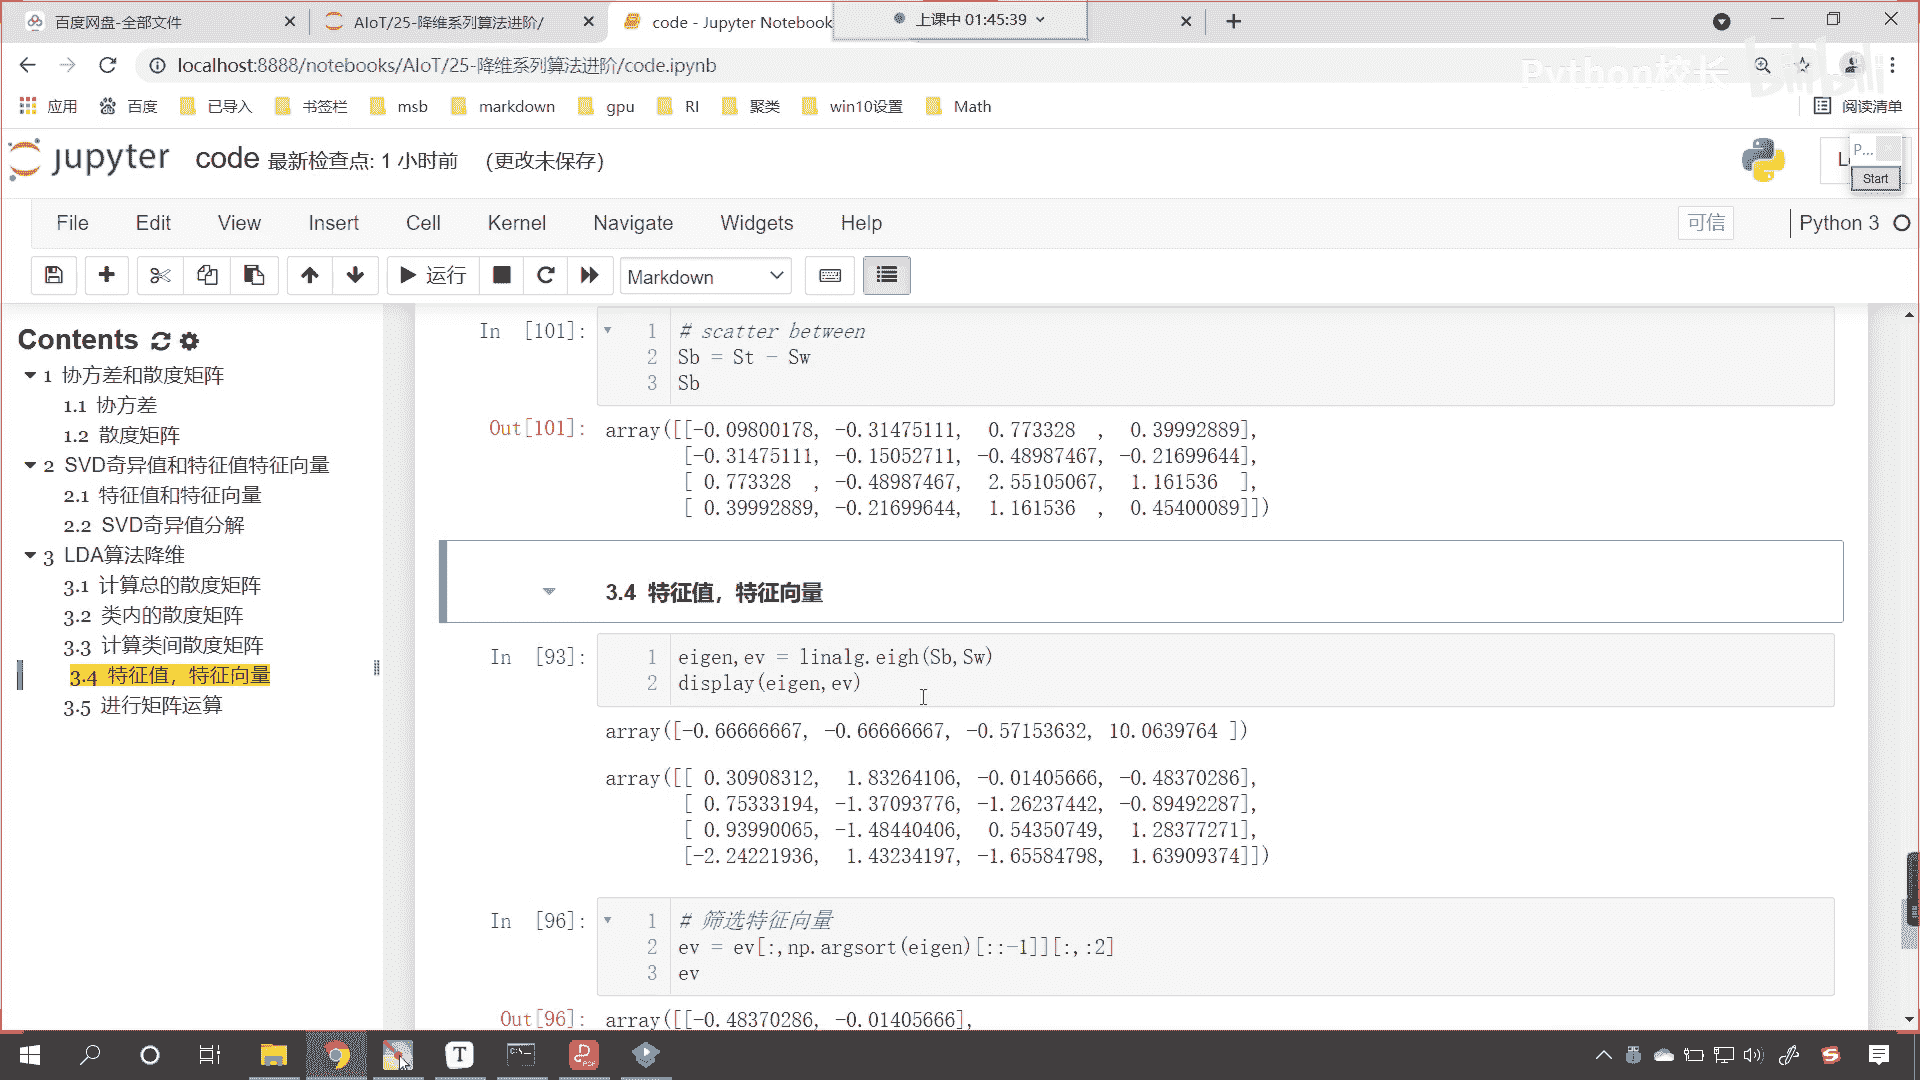 百度网盘-全部文件
AIoT/25-降维系列算法进阶/
code - Jupyter Notebook
上课中 01:45:39
localhost:8888/notebooks/AIoT/25-降维系列算法进阶/code.ipynb
Python校长
bilibili
应用
百度
已导入
书签栏
msb
markdown
gpu
RI
聚类
win10设置
Math
阅读清单
jupyter
code 最新检查点: 1 小时前 (更改未保存)
P...
Start
File
Edit
View
Insert
Cell
Kernel
Navigate
Widgets
Help
可信
Python 3
运行
Markdown
Contents
1 协方差和散度矩阵
1.1 协方差
1.2 散度矩阵
2 SVD奇异值和特征值特征向量
2.1 特征值和特征向量
2.2 SVD奇异值分解
3 LDA算法降维
3.1 计算总的散度矩阵
3.2 类内的散度矩阵
3.3 计算类间散度矩阵
3.4 特征值，特征向量
3.5 进行矩阵运算
In [101]:
1 # scatter between
2 Sb = St - Sw
3 Sb
Out[101]: array([[-0.09800178, -0.31475111, 0.773328 , 0.39992889],
[-0.31475111, -0.15052711, -0.48987467, -0.21699644],
[ 0.773328 , -0.48987467, 2.55105067, 1.161536 ],
[ 0.39992889, -0.21699644, 1.161536 , 0.45400089]])
3.4 特征值，特征向量
In [93]:
1 eigen,ev = linalg.eigh(Sb,Sw)
2 display(eigen,ev)
array([-0.66666667, -0.66666667, -0.57153632, 10.0639764 ])
array([[ 0.30908312, 1.83264106, -0.01405666, -0.48370286],
[ 0.75333194, -1.37093776, -1.26237442, -0.89492287],
[ 0.93990065, -1.48440406, 0.54350749, 1.28377271],
[-2.24221936, 1.43234197, -1.65584798, 1.63909374]])
In [96]:
1 # 筛选特征向量
2 ev = ev[:,np.argsort(eigen)[::-1]][:,:2]
3 ev
Out[96]: array([[-0.48370286, -0.01405666],